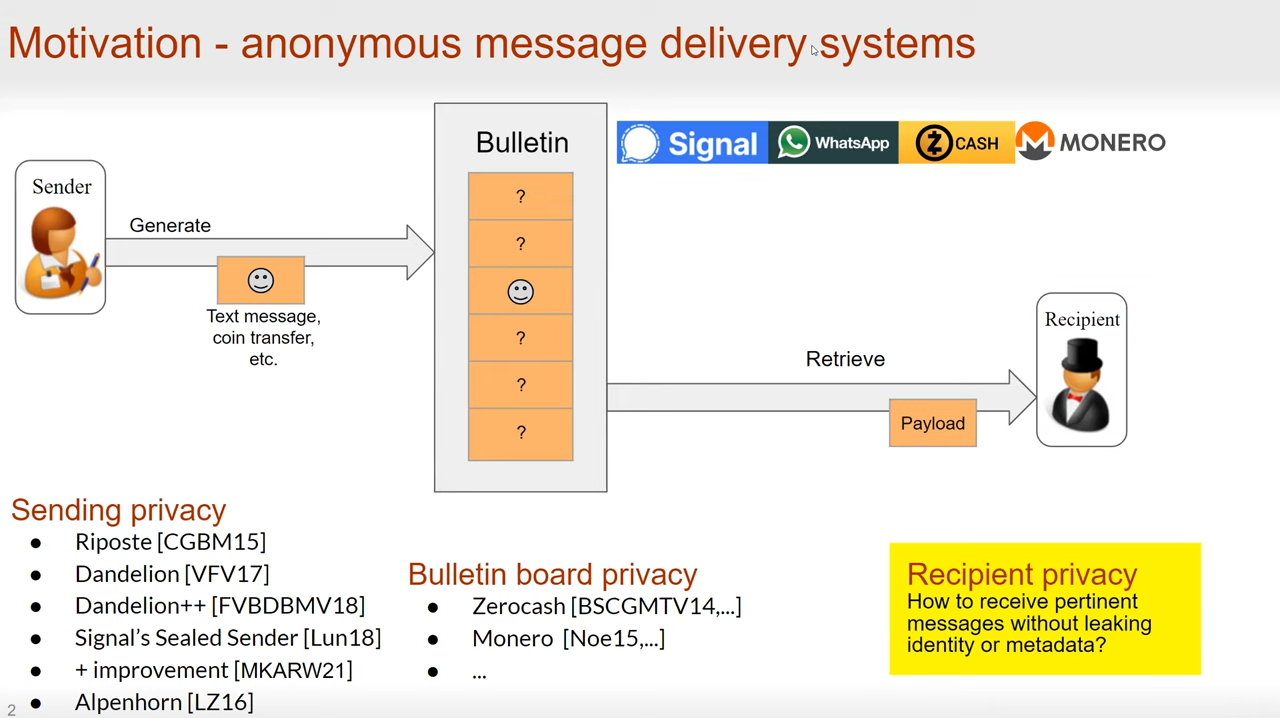 Motivation - anonymous message delivery systems
Bulletin
Signal
WhatsApp
CASH
MONERO
Sender
Generate
Text message,
coin transfer,
etc.
?
?
?
?
?
Recipient
Retrieve
Payload
Sending privacy
● Riposte [CGBM15]
● Dandelion [VFV17]
● Dandelion++ [FVBDBMV18]
● Signal's Sealed Sender [Lun18]
● + improvement [MKARW21]
● Alpenhorn [LZ16]
Bulletin board privacy
● Zerocash [BSCGMTV14,...]
● Monero [Noe15,...]
● ...
Recipient privacy
How to receive pertinent
messages without leaking
identity or metadata?
2